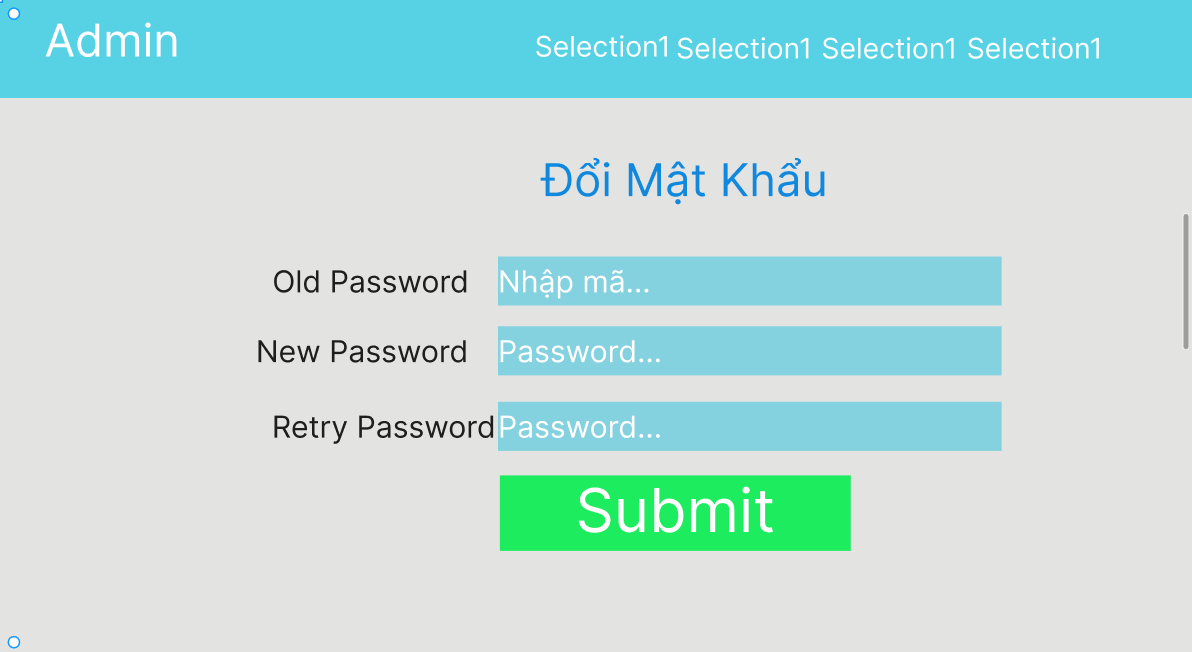 Admin
Selection1 Selection1 Selection1 Selection1
Đổi Mật Khẩu
Old Password Nhập mã...
New Password Password...
Retry Password Password...
Submit